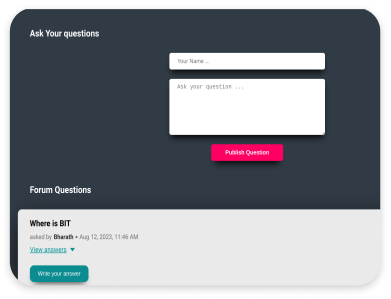 Ask Your questions
Your Name ...
Ask your question ...
Publish Question
Forum Questions
Where is BIT
asked by Bharath • Aug 12, 2023, 11:46 AM
View answers ▼
Write your answer